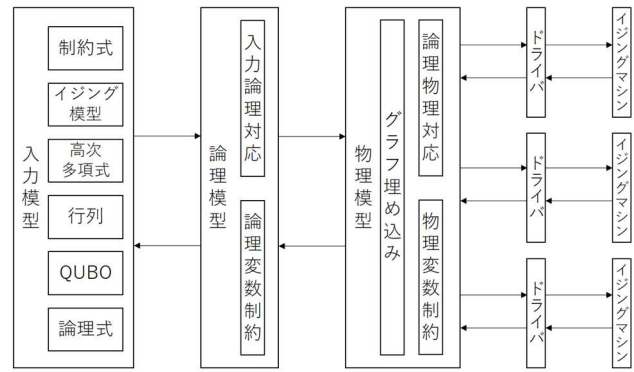 入力模型
制約式
イジング
模型
高次
多項式
行列
QUBO
論理式
論理模型
入力論理対応
論理変数制約
物理模型
グラフ埋め込み
論理物理対応
物理変数制約
ドライバ
イジングマシン
ドライバ
イジングマシン
ドライバ
イジングマシン